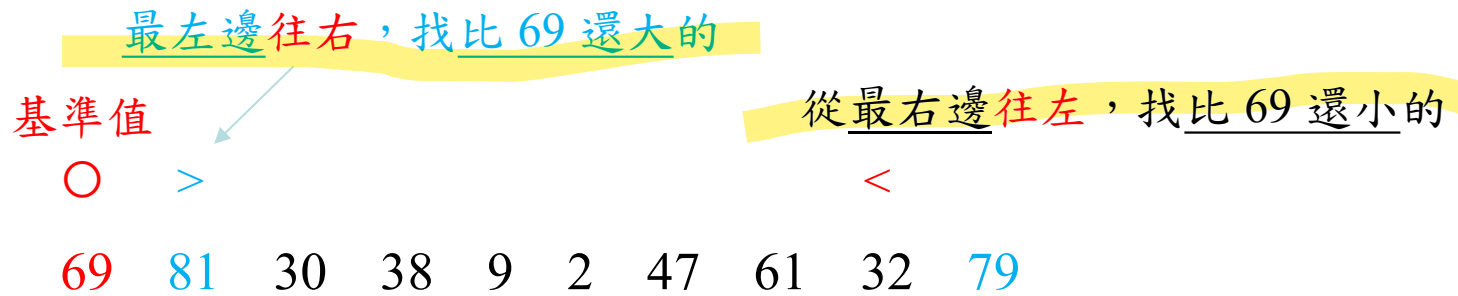 最左邊往右，找比 69 還大的
從最右邊往左，找比 69 還小的
基準值
○ > <
69 81 30 38 9 2 47 61 32 79